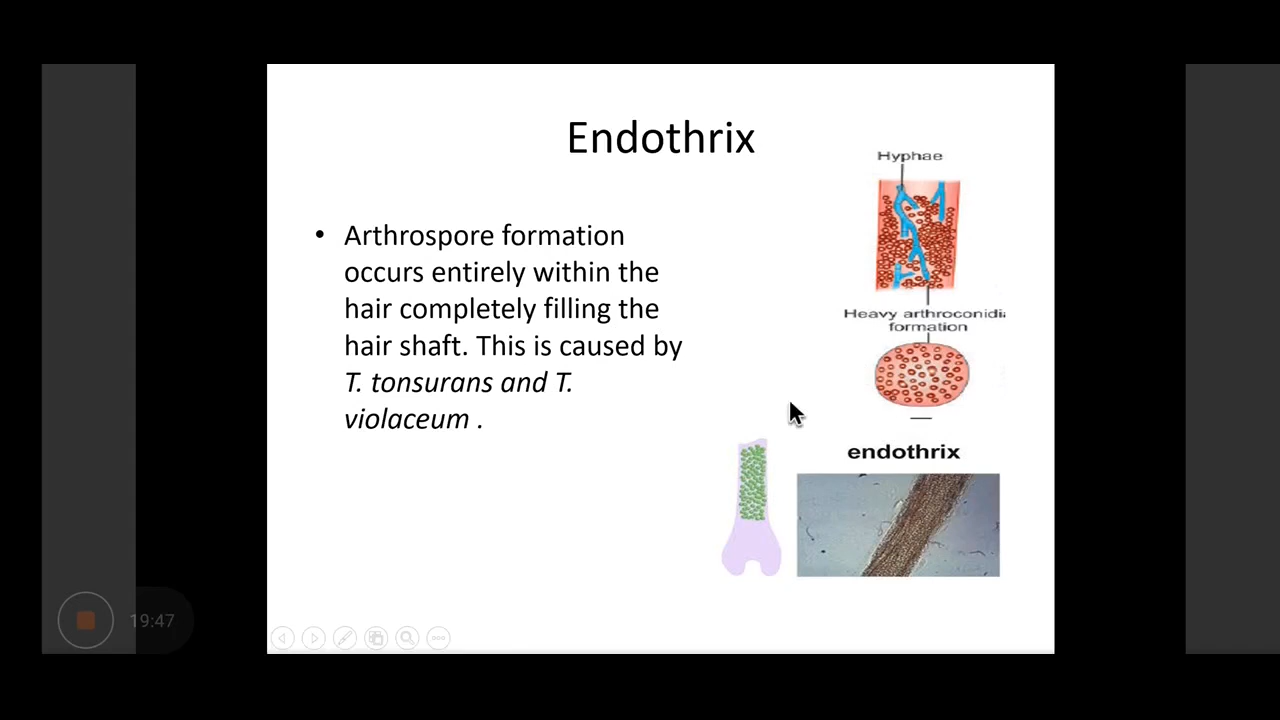 Endothrix
• Arthrospore formation
occurs entirely within the
hair completely filling the
hair shaft. This is caused by
T. tonsurans and T.
violaceum .
Hyphae
Heavy arthroconidia
formation
endothrix
19:47